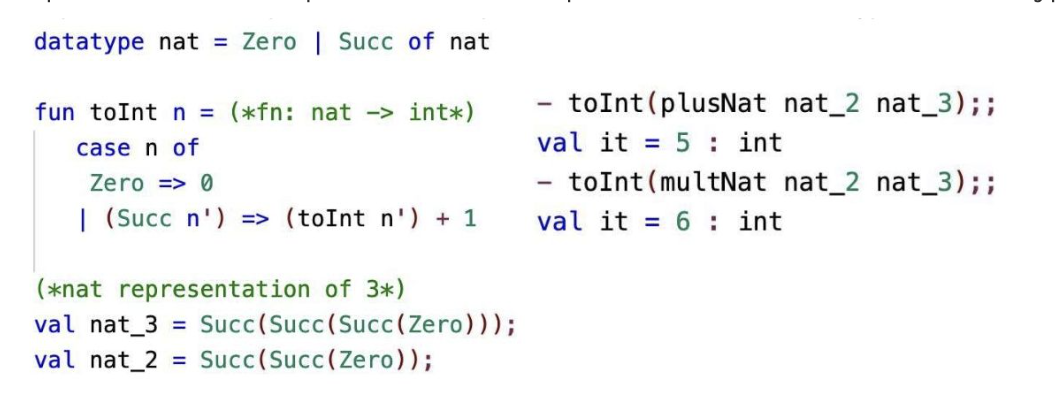 datatype nat = Zero | Succ of nat
fun toInt n = (*fn: nat -> int*)
case n of
Zero => 0
| (Succ n') => (toInt n') + 1
(*nat representation of 3*)
val nat_3 = Succ(Succ(Succ(Zero)));
val nat_2 = Succ(Succ(Zero));
- toInt(plusNat nat_2 nat_3);;
val it = 5 : int
- toInt(multNat nat_2 nat_3);;
val it = 6 : int